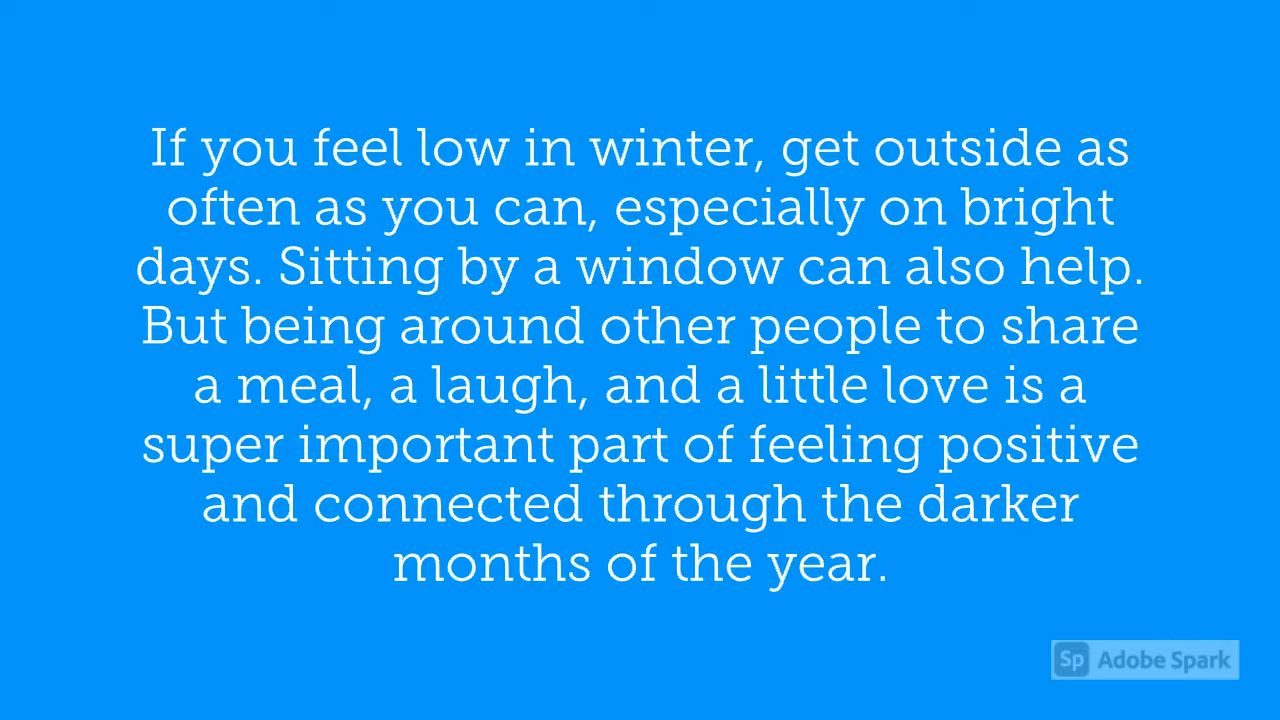 If you feel low in winter, get outside as
often as you can, especially on bright
days. Sitting by a window can also help.
But being around other people to share
a meal, a laugh, and a little love is a
super important part of feeling positive
and connected through the darker
months of the year.
Sp Adobe Spark